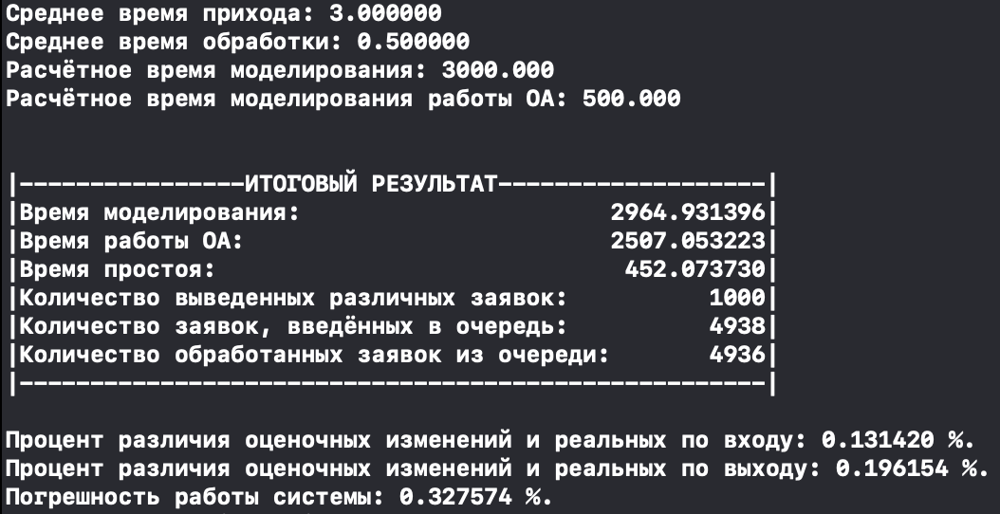 Среднее время прихода: 3.000000
Среднее время обработки: 0.500000
Расчётное время моделирования: 3000.000
Расчётное время моделирования работы ОА: 500.000
|----------------ИТОГОВЫЙ РЕЗУЛЬТАТ-------------------|
|Время моделирования: 2964.931396|
|Время работы ОА: 2507.053223|
|Время простоя: 452.073730|
|Количество выведенных различных заявок: 1000|
|Количество заявок, введённых в очередь: 4938|
|Количество обработанных заявок из очереди: 4936|
|-----------------------------------------------------|
Процент различия оценочных изменений и реальных по входу: 0.131420 %.
Процент различия оценочных изменений и реальных по выходу: 0.196154 %.
Погрешность работы системы: 0.327574 %.